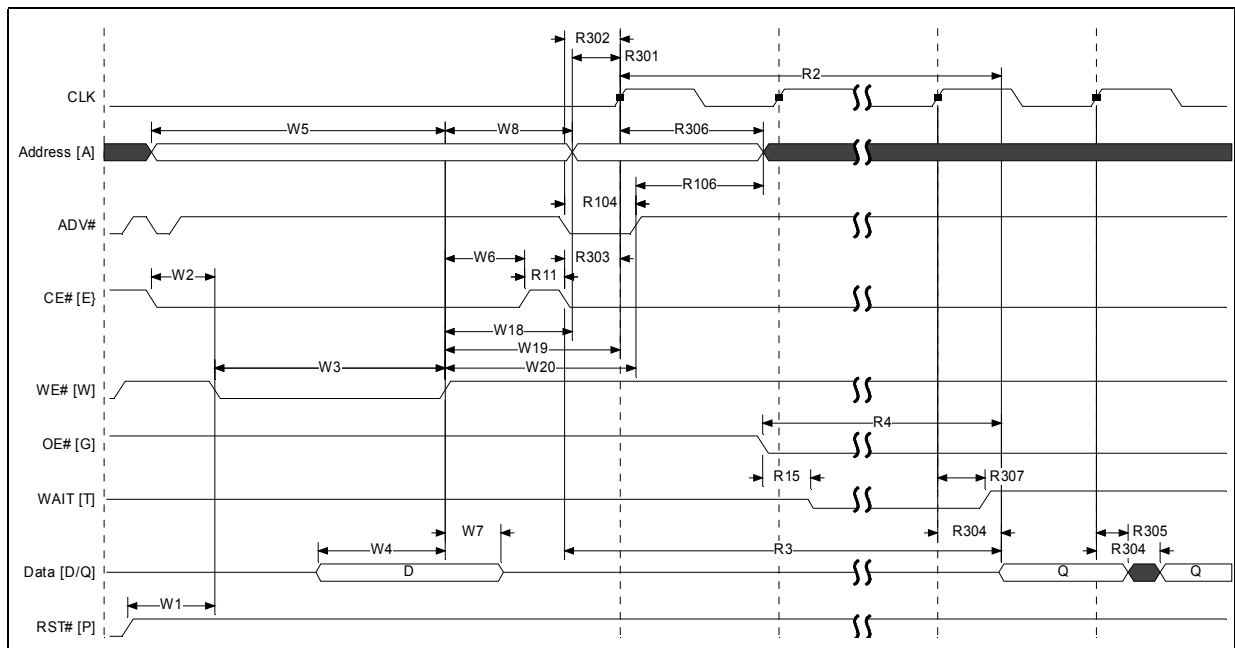 R302
R301
R2
CLK
W5
W8
R306
Address [A]
R106
R104
ADV#
W6
R303
W2
R11
CE# [E}
W18
W19
W3
W20
WE# [W]
R4
OE# [G]
R15
R307
WAIT [T]
W7
R304
R305
W4
R3
R304
Data [D/Q]
D
Q
Q
W1
RST# [P]